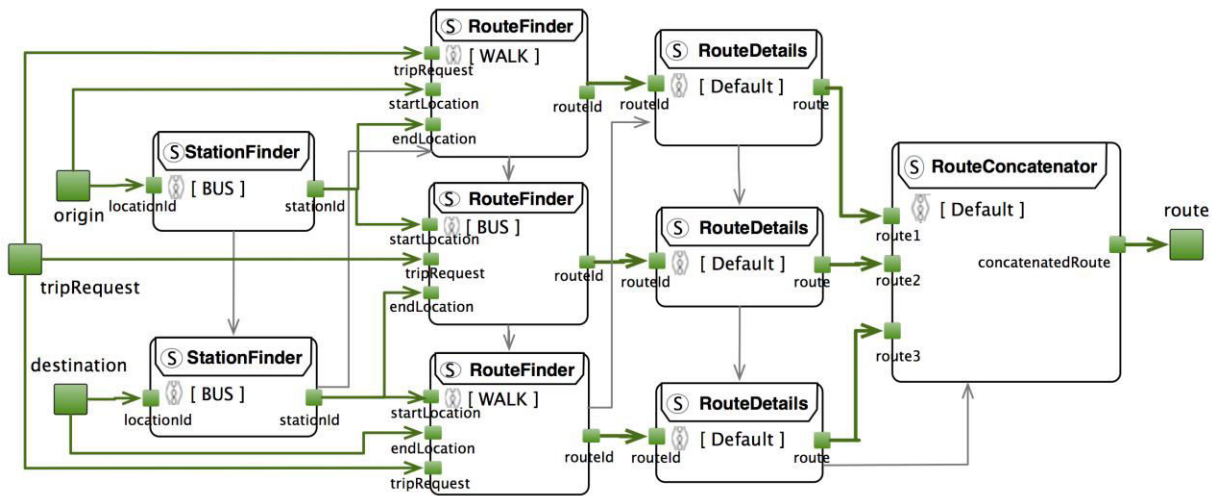 S RouteFinder
[ WALK ]
tripRequest
startLocation
endLocation
routeId
S RouteDetails
[ Default ]
routeId
route
S StationFinder
[ BUS ]
locationId
stationId
origin
S RouteFinder
[ BUS ]
startLocation
tripRequest
endLocation
routeId
S RouteDetails
[ Default ]
routeId
route
S RouteConcatenator
[ Default ]
route1
route2
route3
concatenatedRoute
route
tripRequest
destination
S StationFinder
[ BUS ]
locationId
stationId
S RouteFinder
[ WALK ]
startLocation
endLocation
tripRequest
routeId
S RouteDetails
[ Default ]
routeId
route